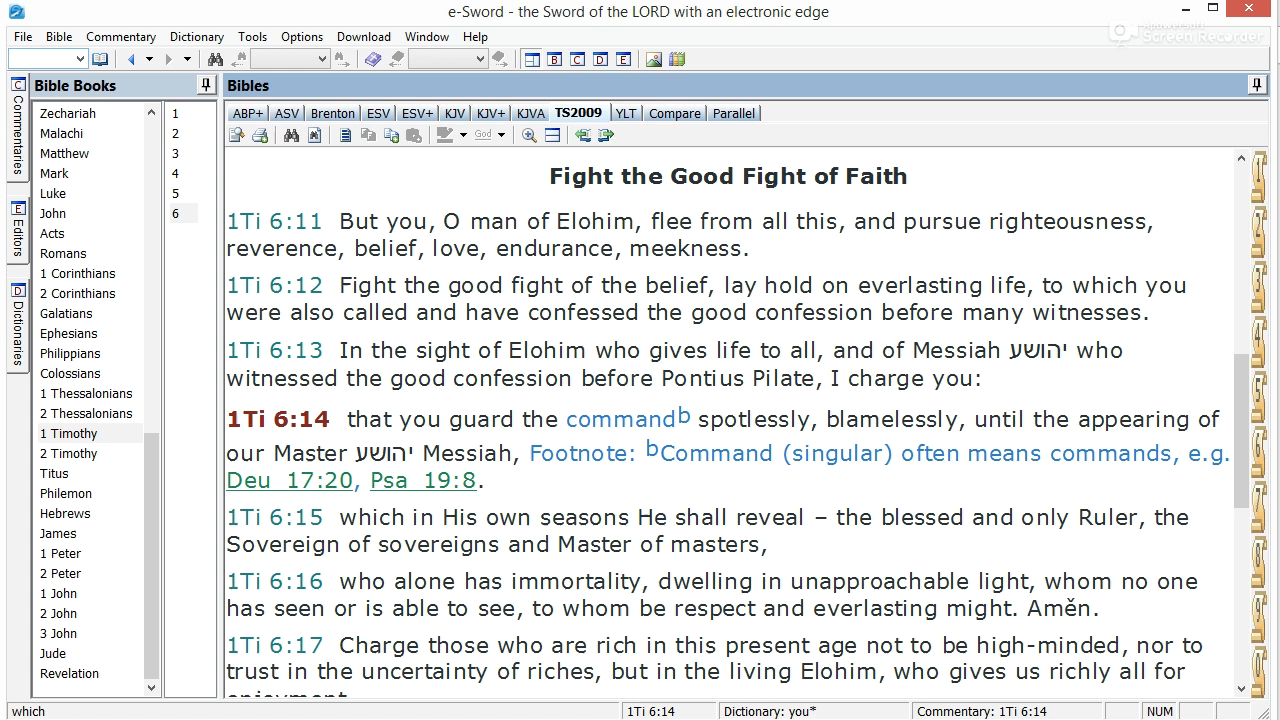 e-Sword - the Sword of the LORD with an electronic edge
File Bible Commentary Dictionary Tools Options Download Window Help
Screen Recorder
Bible Books
Bibles
C Commentaries
E Editors
D Dictionaries
Zechariah
Malachi
Matthew
Mark
Luke
John
Acts
Romans
1 Corinthians
2 Corinthians
Galatians
Ephesians
Philippians
Colossians
1 Thessalonians
2 Thessalonians
1 Timothy
2 Timothy
Titus
Philemon
Hebrews
James
1 Peter
2 Peter
1 John
2 John
3 John
Jude
Revelation
1
2
3
4
5
6
ABP+ ASV Brenton ESV ESV+ KJV KJV+ KJVA TS2009 YLT Compare Parallel
Fight the Good Fight of Faith
1Ti 6:11 But you, O man of Elohim, flee from all this, and pursue righteousness,
reverence, belief, love, endurance, meekness.
1Ti 6:12 Fight the good fight of the belief, lay hold on everlasting life, to which you
were also called and have confessed the good confession before many witnesses.
1Ti 6:13 In the sight of Elohim who gives life to all, and of Messiah יהושע who
witnessed the good confession before Pontius Pilate, I charge you:
1Ti 6:14 that you guard the commandb spotlessly, blamelessly, until the appearing of
our Master יהושע Messiah, Footnote: bCommand (singular) often means commands, e.g.
Deu 17:20, Psa 19:8.
1Ti 6:15 which in His own seasons He shall reveal – the blessed and only Ruler, the
Sovereign of sovereigns and Master of masters,
1Ti 6:16 who alone has immortality, dwelling in unapproachable light, whom no one
has seen or is able to see, to whom be respect and everlasting might. Amĕn.
1Ti 6:17 Charge those who are rich in this present age not to be high-minded, nor to
trust in the uncertainty of riches, but in the living Elohim, who gives us richly all for
enjoyment
1
2
3
4
5
6
7
8
9
0
which 1Ti 6:14 Dictionary: you* Commentary: 1Ti 6:14 NUM